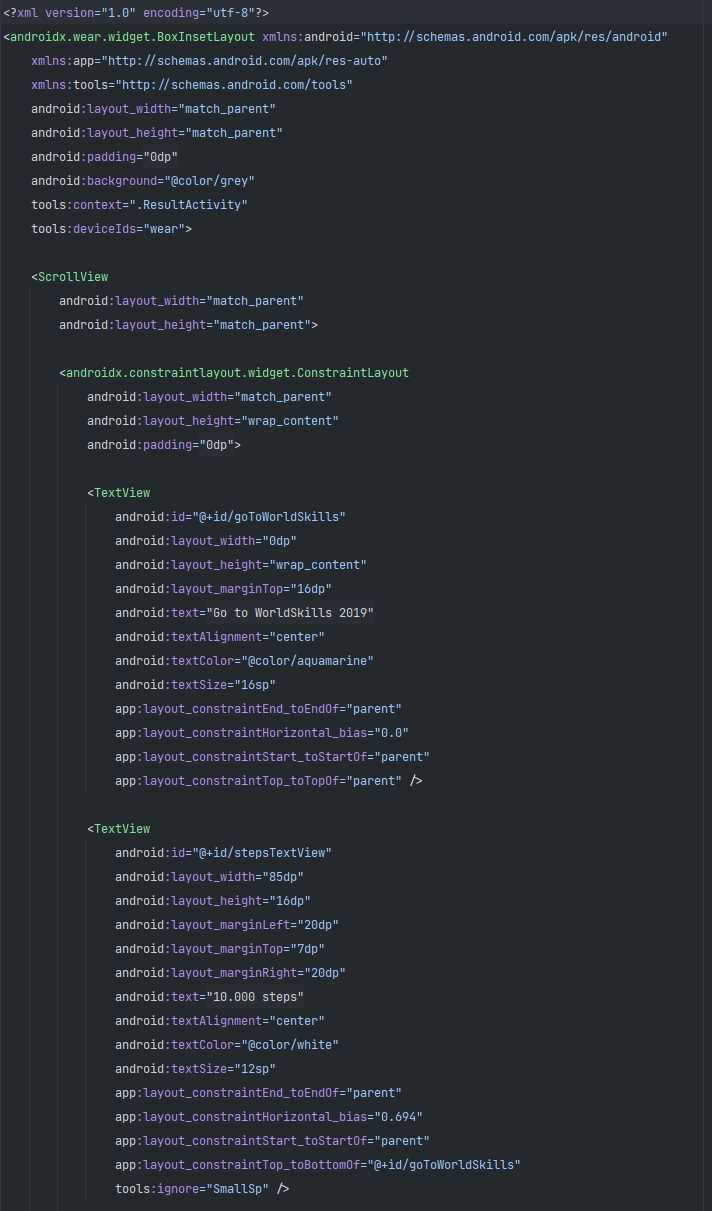 <?xml version="1.0" encoding="utf-8"?>
<androidx.wear.widget.BoxInsetLayout xmlns:android="http://schemas.android.com/apk/res/android"
    xmlns:app="http://schemas.android.com/apk/res-auto"
    xmlns:tools="http://schemas.android.com/tools"
    android:layout_width="match_parent"
    android:layout_height="match_parent"
    android:padding="0dp"
    android:background="@color/grey"
    tools:context=".ResultActivity"
    tools:deviceIds="wear">

    <ScrollView
        android:layout_width="match_parent"
        android:layout_height="match_parent">

        <androidx.constraintlayout.widget.ConstraintLayout
            android:layout_width="match_parent"
            android:layout_height="wrap_content"
            android:padding="0dp">

            <TextView
                android:id="@+id/goToWorldSkills"
                android:layout_width="0dp"
                android:layout_height="wrap_content"
                android:layout_marginTop="16dp"
                android:text="Go to WorldSkills 2019"
                android:textAlignment="center"
                android:textColor="@color/aquamarine"
                android:textSize="16sp"
                app:layout_constraintEnd_toEndOf="parent"
                app:layout_constraintHorizontal_bias="0.0"
                app:layout_constraintStart_toStartOf="parent"
                app:layout_constraintTop_toTopOf="parent" />

            <TextView
                android:id="@+id/stepsTextView"
                android:layout_width="85dp"
                android:layout_height="16dp"
                android:layout_marginLeft="20dp"
                android:layout_marginTop="7dp"
                android:layout_marginRight="20dp"
                android:text="10.000 steps"
                android:textAlignment="center"
                android:textColor="@color/white"
                android:textSize="12sp"
                app:layout_constraintEnd_toEndOf="parent"
                app:layout_constraintHorizontal_bias="0.694"
                app:layout_constraintStart_toStartOf="parent"
                app:layout_constraintTop_toBottomOf="@+id/goToWorldSkills"
                tools:ignore="SmallSp" />